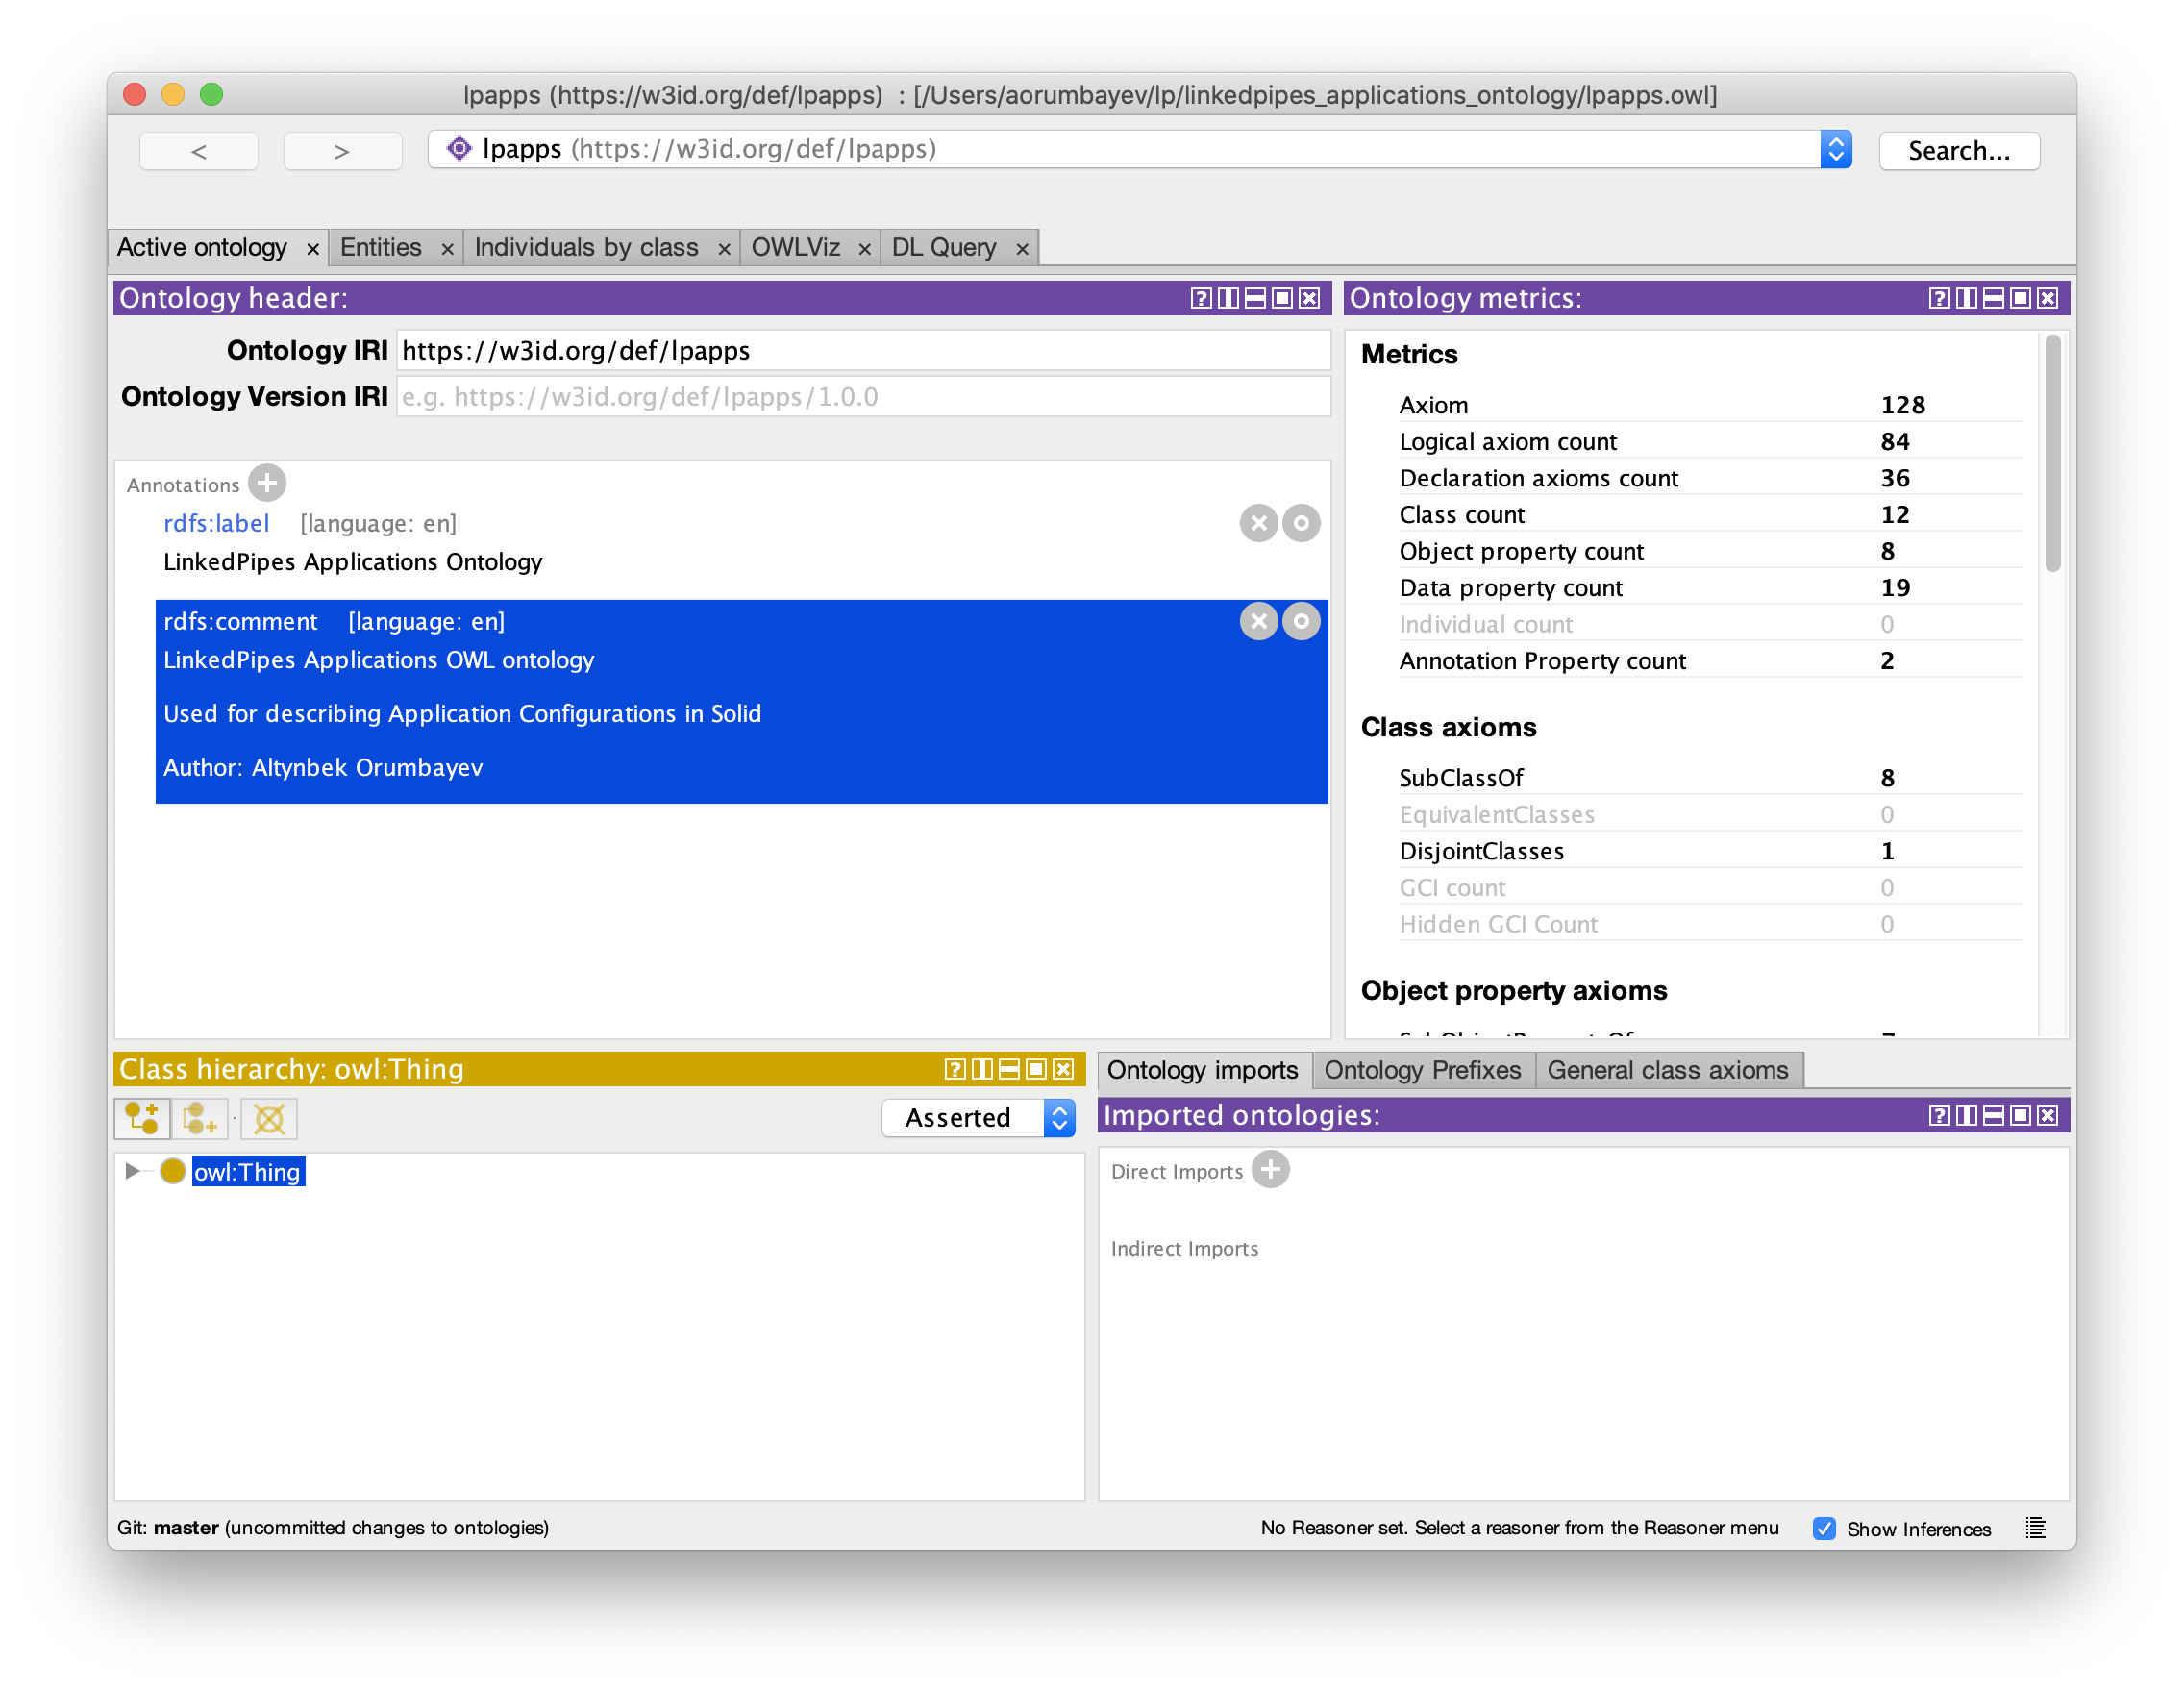 lpapps (https://w3id.org/def/lpapps) : [/Users/aorumbayev/lp/linkedpipes_applications_ontology/lpapps.owl]
< > lpapps (https://w3id.org/def/lpapps) Search...
Active ontology × Entities × Individuals by class × OWLViz × DL Query ×
Ontology header:
Ontology IRI https://w3id.org/def/lpapps
Ontology Version IRI e.g. https://w3id.org/def/lpapps/1.0.0
Annotations
rdfs:label [language: en]
LinkedPipes Applications Ontology
rdfs:comment [language: en]
LinkedPipes Applications OWL ontology
Used for describing Application Configurations in Solid
Author: Altynbek Orumbayev
Ontology metrics:
Metrics
Axiom 128
Logical axiom count 84
Declaration axioms count 36
Class count 12
Object property count 8
Data property count 19
Individual count 0
Annotation Property count 2
Class axioms
SubClassOf 8
EquivalentClasses 0
DisjointClasses 1
GCI count 0
Hidden GCI Count 0
Object property axioms
Class hierarchy: owl:Thing
Asserted
owl:Thing
Ontology imports Ontology Prefixes General class axioms
Imported ontologies:
Direct Imports
Indirect Imports
Git: master (uncommitted changes to ontologies)
No Reasoner set. Select a reasoner from the Reasoner menu Show Inferences